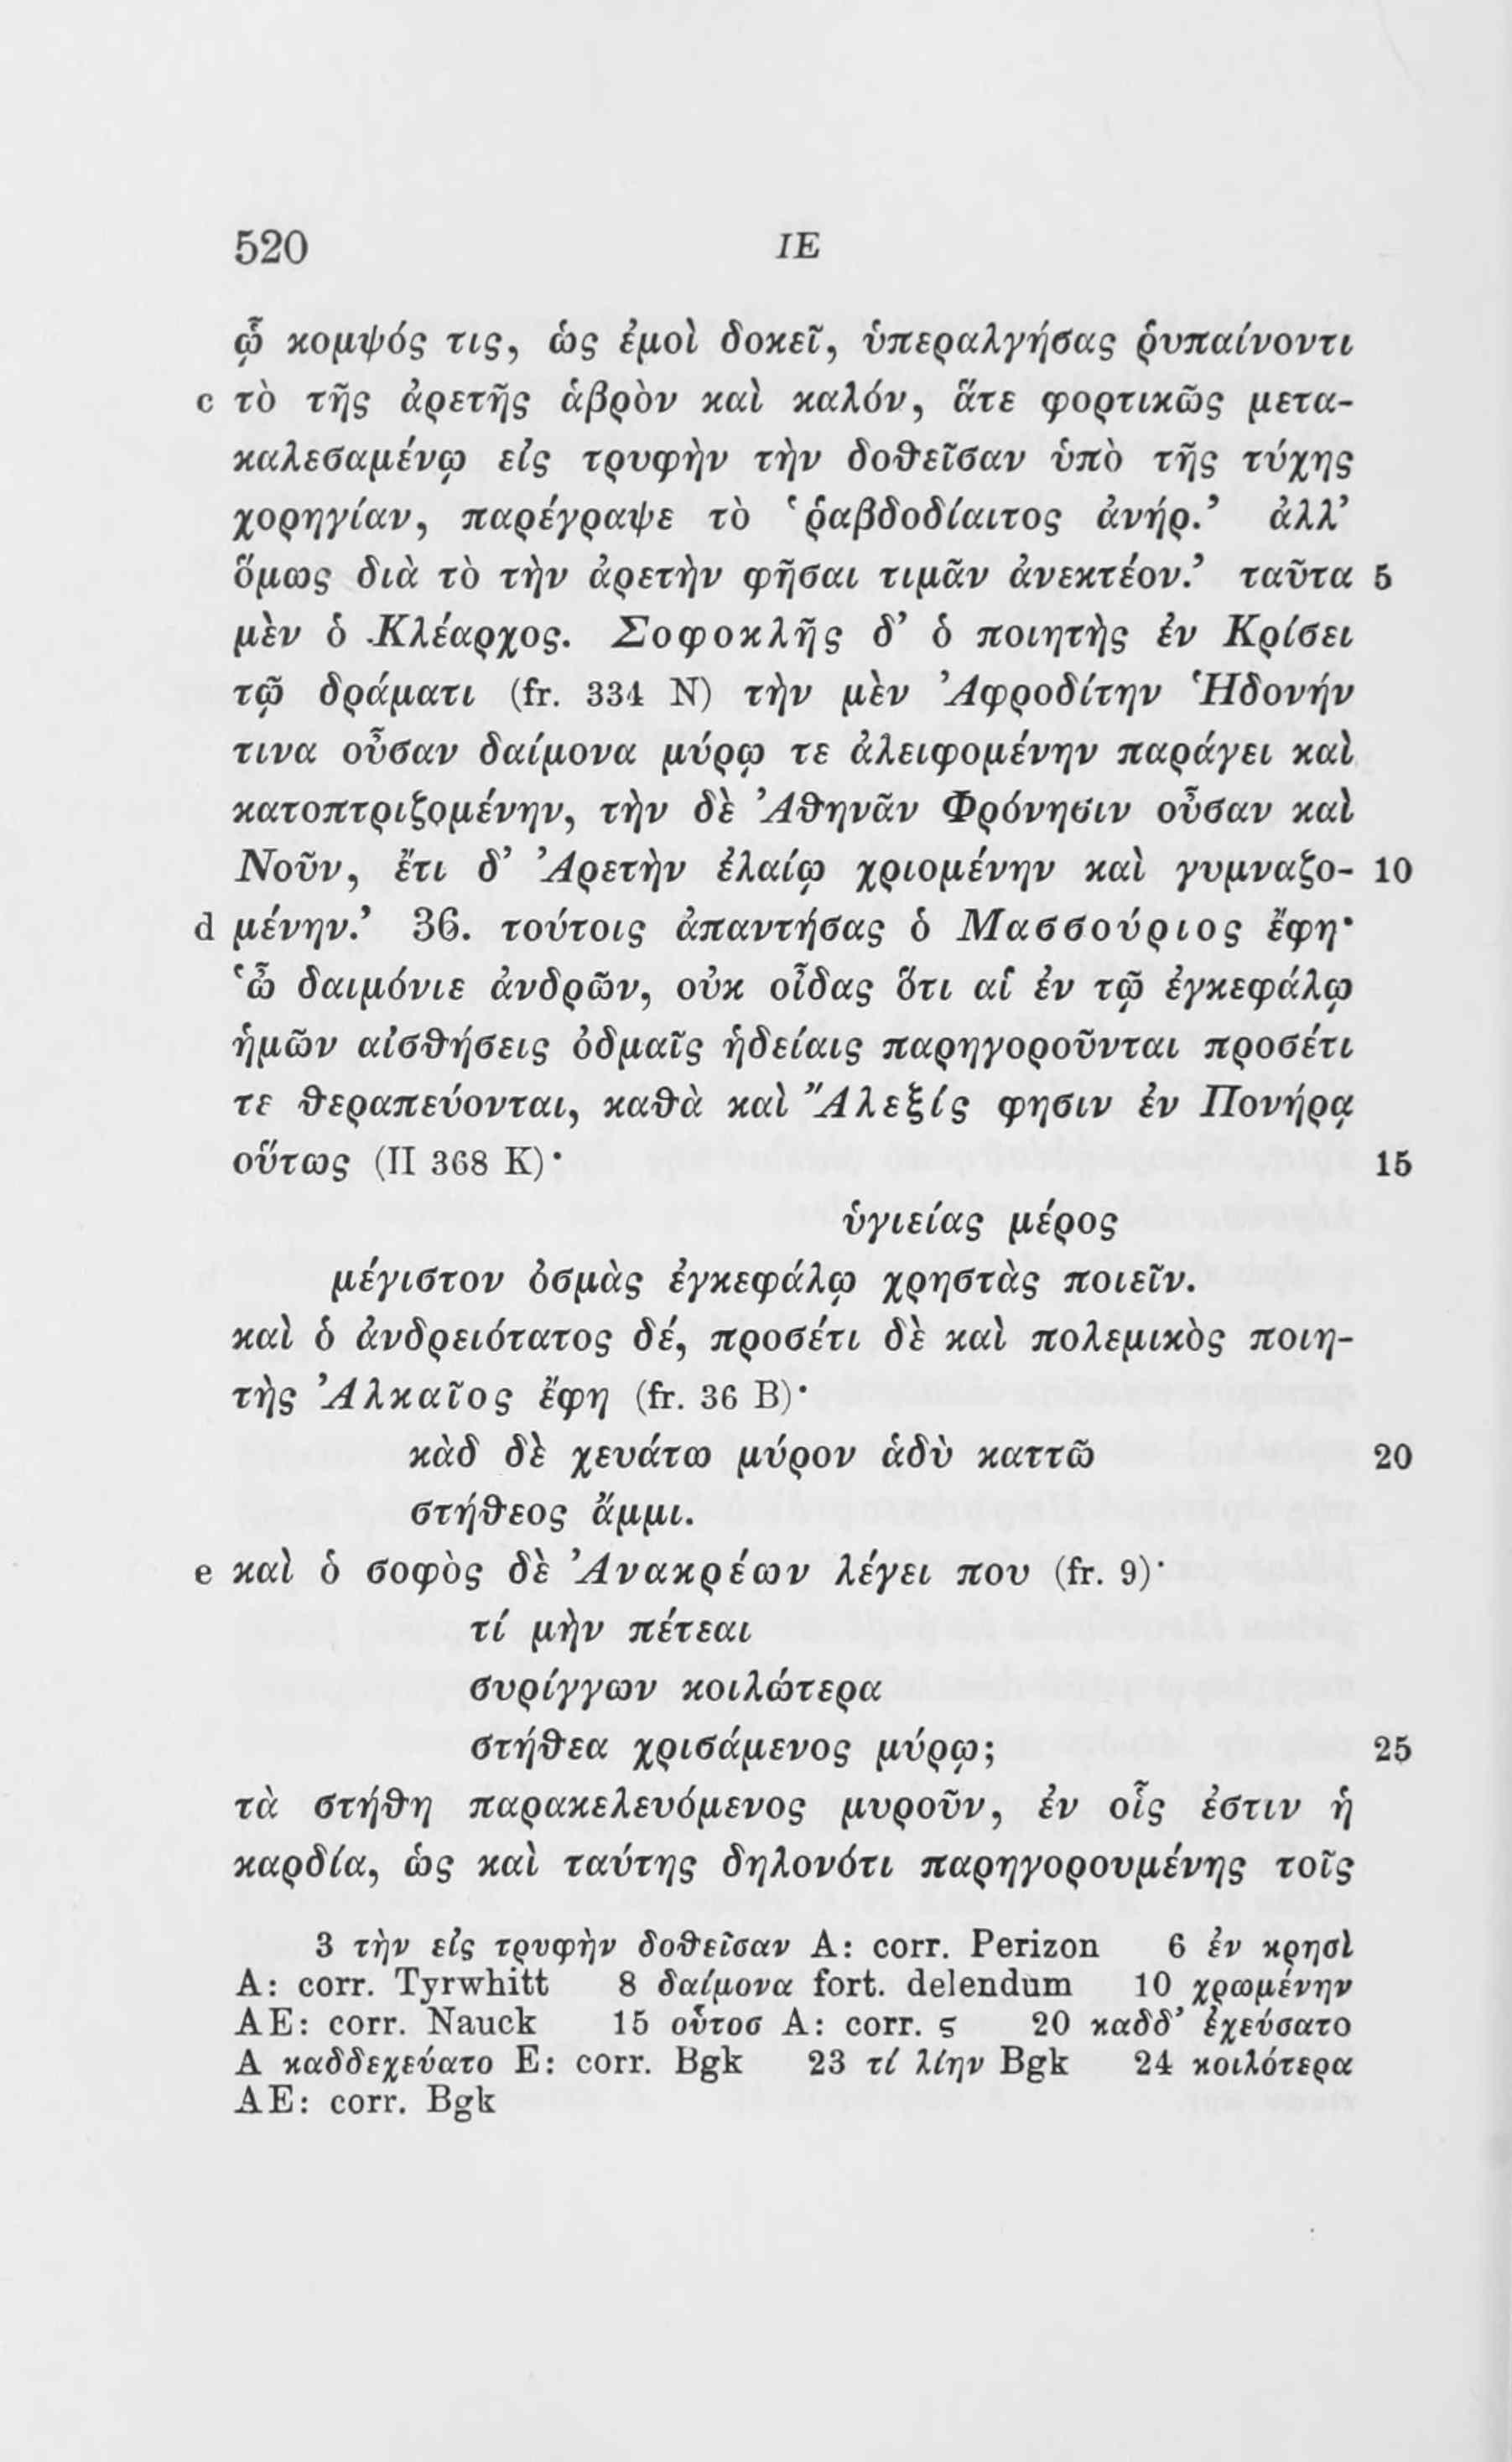 520 ΙΕ
ᾧ κομψός τις, ὡς ἐμοὶ δοκεῖ, ὑπεραλγήσας ῥυπαίνοντι
c τὸ τῆς ἀρετῆς ἁβρὸν καὶ καλόν, ἅτε φορτικῶς μετα-
καλεσαμένῳ εἰς τρυφὴν τὴν δοθεῖσαν ὑπὸ τῆς τύχης
χορηγίαν, παρέγραψε τὸ ‛ῥαβδοδίαιτος ἀνήρ.’ ἀλλ’
ὅμως διὰ τὸ τὴν ἀρετὴν φῆσαι τιμᾶν ἀνεκτέον.’ ταῦτα 5
μὲν ὁ Κλέαρχος. Σοφοκλῆς δ’ ὁ ποιητὴς ἐν Κρίσει
τῷ δράματι (fr. 334 N) τὴν μὲν Ἀφροδίτην Ἡδονήν
τινα οὖσαν δαίμονα μύρῳ τε ἀλειφομένην παράγει καὶ
κατοπτριζομένην, τὴν δὲ Ἀθηνᾶν Φρόνησιν οὖσαν καὶ
Νοῦν, ἔτι δ’ Ἀρετὴν ἐλαίῳ χριομένην καὶ γυμναζο- 10
d μένην.’ 36. τούτοις ἀπαντήσας ὁ Μασσούριος ἔφη·
‛ὦ δαιμόνιε ἀνδρῶν, οὐκ οἶδας ὅτι αἱ ἐν τῷ ἐγκεφάλῳ
ἡμῶν αἰσθήσεις ὀδμαῖς ἡδείαις παρηγοροῦνται προσέτι
τε θεραπεύονται, καθὰ καὶ Ἄλεξίς φησιν ἐν Πονήρᾳ
οὕτως (II 368 K)· 15
ὑγιείας μέρος
μέγιστον ὀσμὰς ἐγκεφάλῳ χρηστὰς ποιεῖν.
καὶ ὁ ἀνδρειότατος δέ, προσέτι δὲ καὶ πολεμικὸς ποιη-
τὴς Ἀλκαῖος ἔφη (fr. 36 B)·
κὰδ δὲ χευάτω μύρον ἁδὺ καττῶ 20
στήθεος ἄμμι.
e καὶ ὁ σοφὸς δὲ Ἀνακρέων λέγει που (fr. 9)·
τί μὴν πέτεαι
συρίγγων κοιλώτερα
στήθεα χρισάμενος μύρῳ; 25
τὰ στήθη παρακελευόμενος μυροῦν, ἐν οἷς ἐστιν ἡ
καρδία, ὡς καὶ ταύτης δηλονότι παρηγορουμένης τοῖς
3 τὴν εἰς τρυφὴν δοθεῖσαν A: corr. Perizon 6 ἐν κρησὶ
A: corr. Tyrwhitt 8 δαίμονα fort. delendum 10 χρωμένην
AE: corr. Nauck 15 οὗτοσ A: corr. ς 20 καδδ’ ἐχεύσατο
A καδδεχεύατο E: corr. Bgk 23 τί λίην Bgk 24 κοιλότερα
AE: corr. Bgk